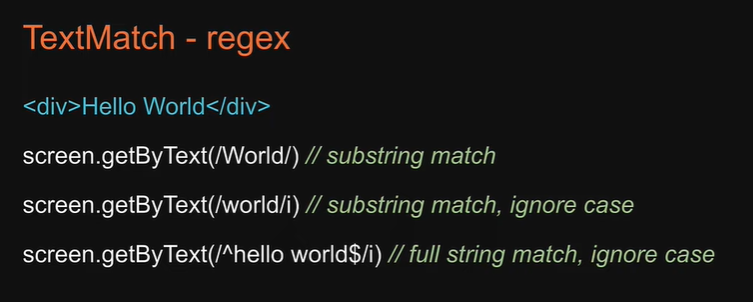 TextMatch - regex
<div>Hello World</div>
screen.getByText(/World/) // substring match
screen.getByText(/world/i) // substring match, ignore case
screen.getByText(/^hello world$/i) // full string match, ignore case